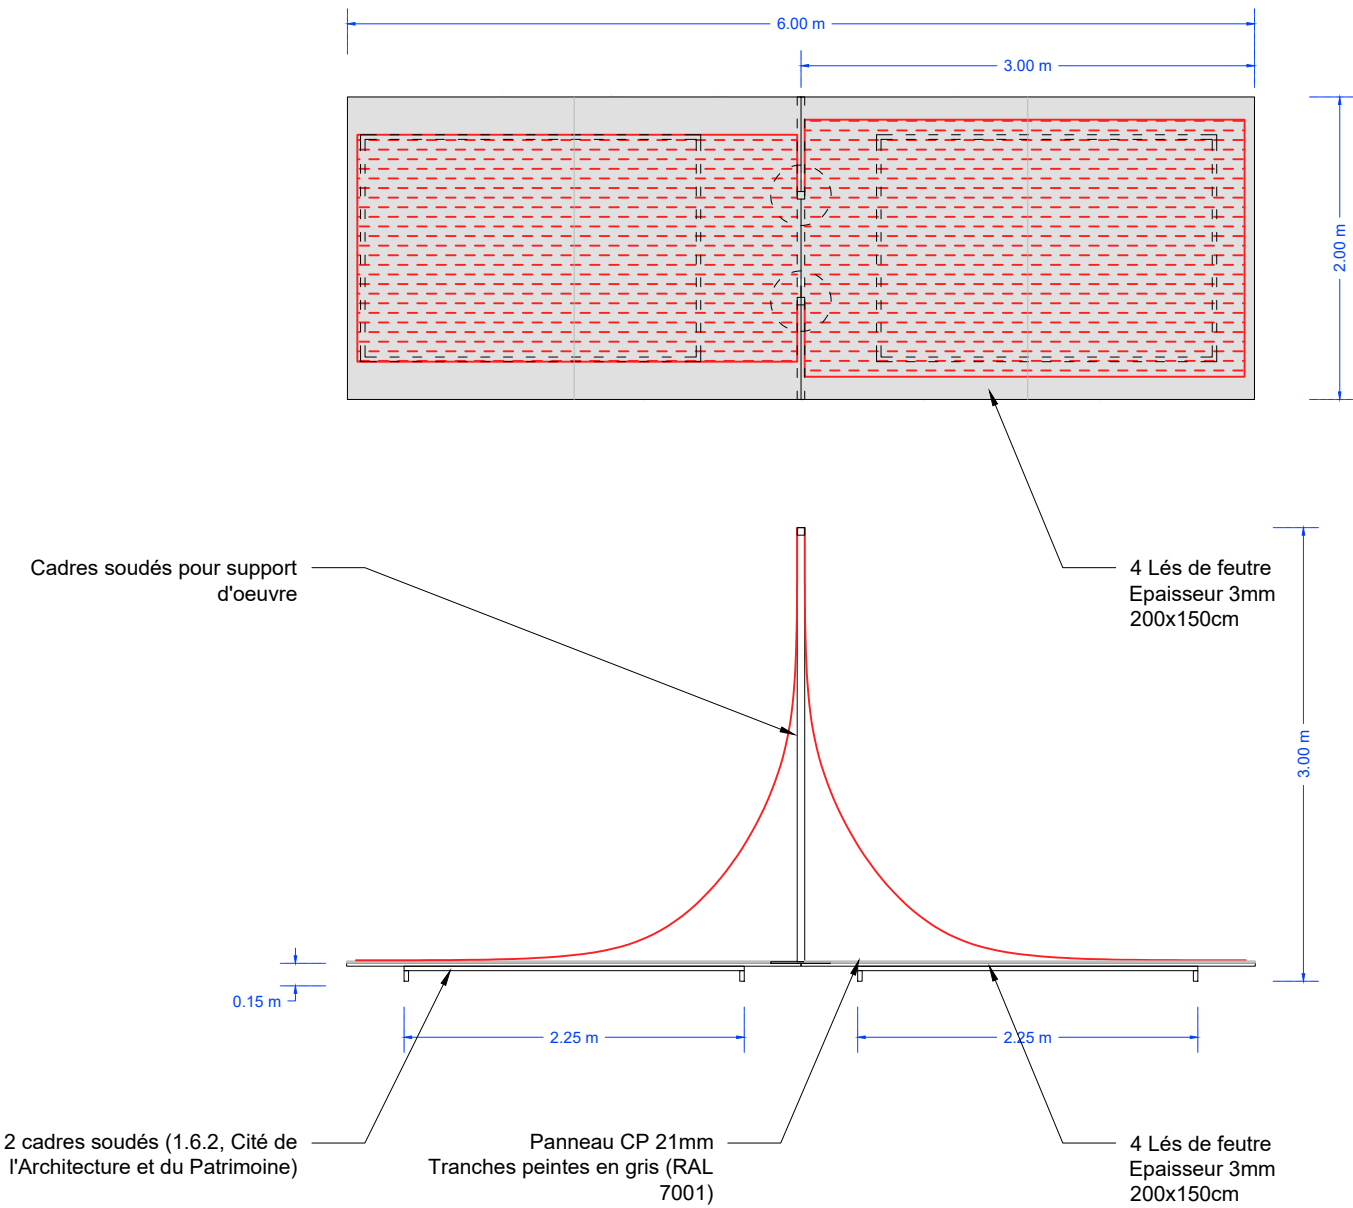 6.00 m
3.00 m
2.00 m
Cadres soudés pour support
d'oeuvre
4 Lés de feutre
Epaisseur 3mm
200x150cm
3.00 m
0.15 m
2.25 m
2.25 m
2 cadres soudés (1.6.2, Cité de
l'Architecture et du Patrimoine)
Panneau CP 21mm
Tranches peintes en gris (RAL
7001)
4 Lés de feutre
Epaisseur 3mm
200x150cm